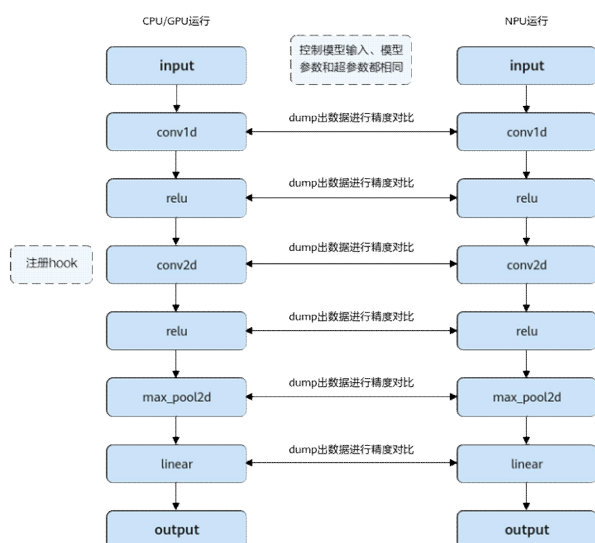 CPU/GPU运行
NPU运行
控制模型输入、模型
参数和超参数都相同
input
input
dump出数据进行精度对比
conv1d
conv1d
dump出数据进行精度对比
relu
relu
dump出数据进行精度对比
注册hook
conv2d
conv2d
dump出数据进行精度对比
relu
relu
dump出数据进行精度对比
max_pool2d
max_pool2d
dump出数据进行精度对比
linear
linear
output
output